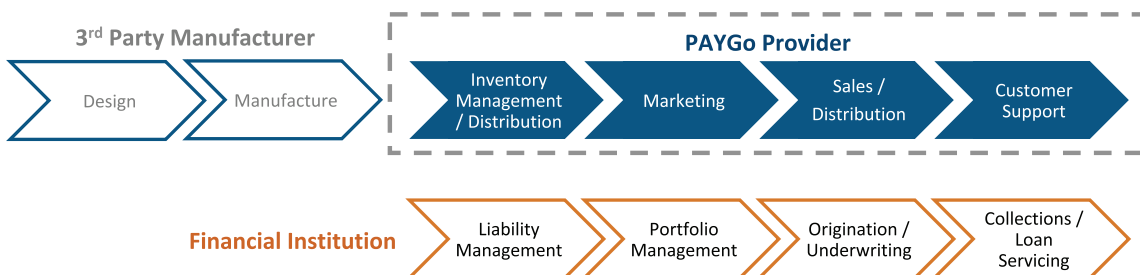 3rd Party Manufacturer
PAYGo Provider
Design
Manufacture
Inventory
Management
/ Distribution
Marketing
Sales /
Distribution
Customer
Support
Financial Institution
Liability
Management
Portfolio
Management
Origination /
Underwriting
Collections /
Loan
Servicing